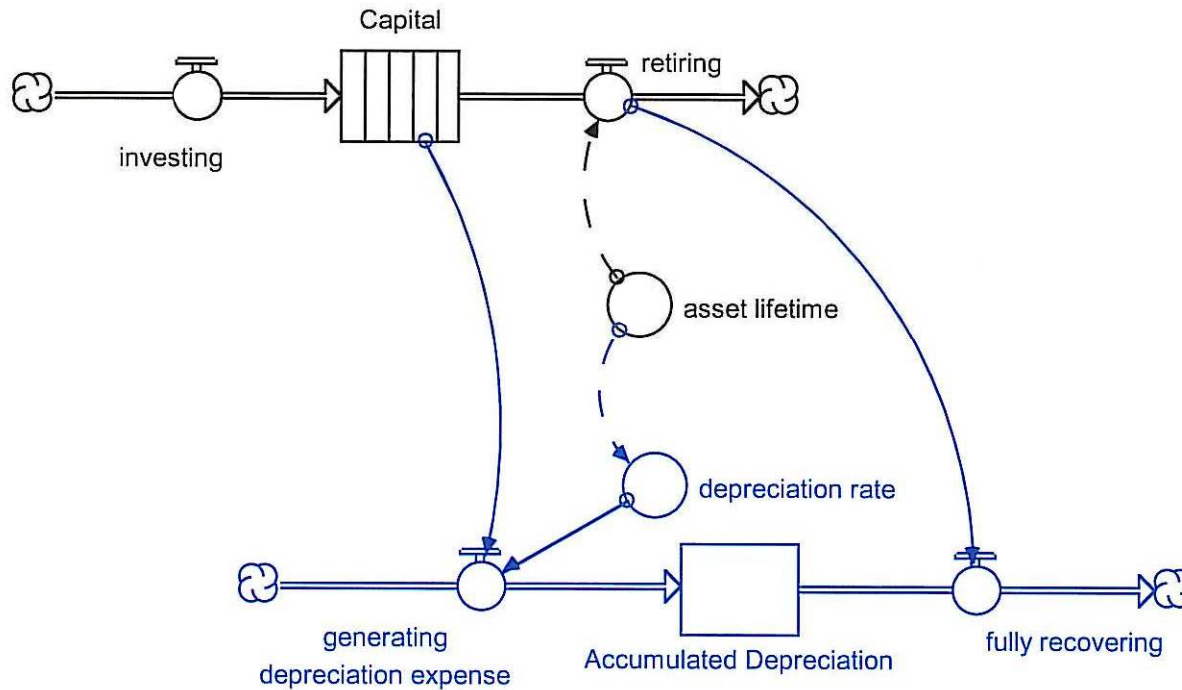 Capital
retiring
investing
asset lifetime
depreciation rate
generating
depreciation expense
Accumulated Depreciation
fully recovering